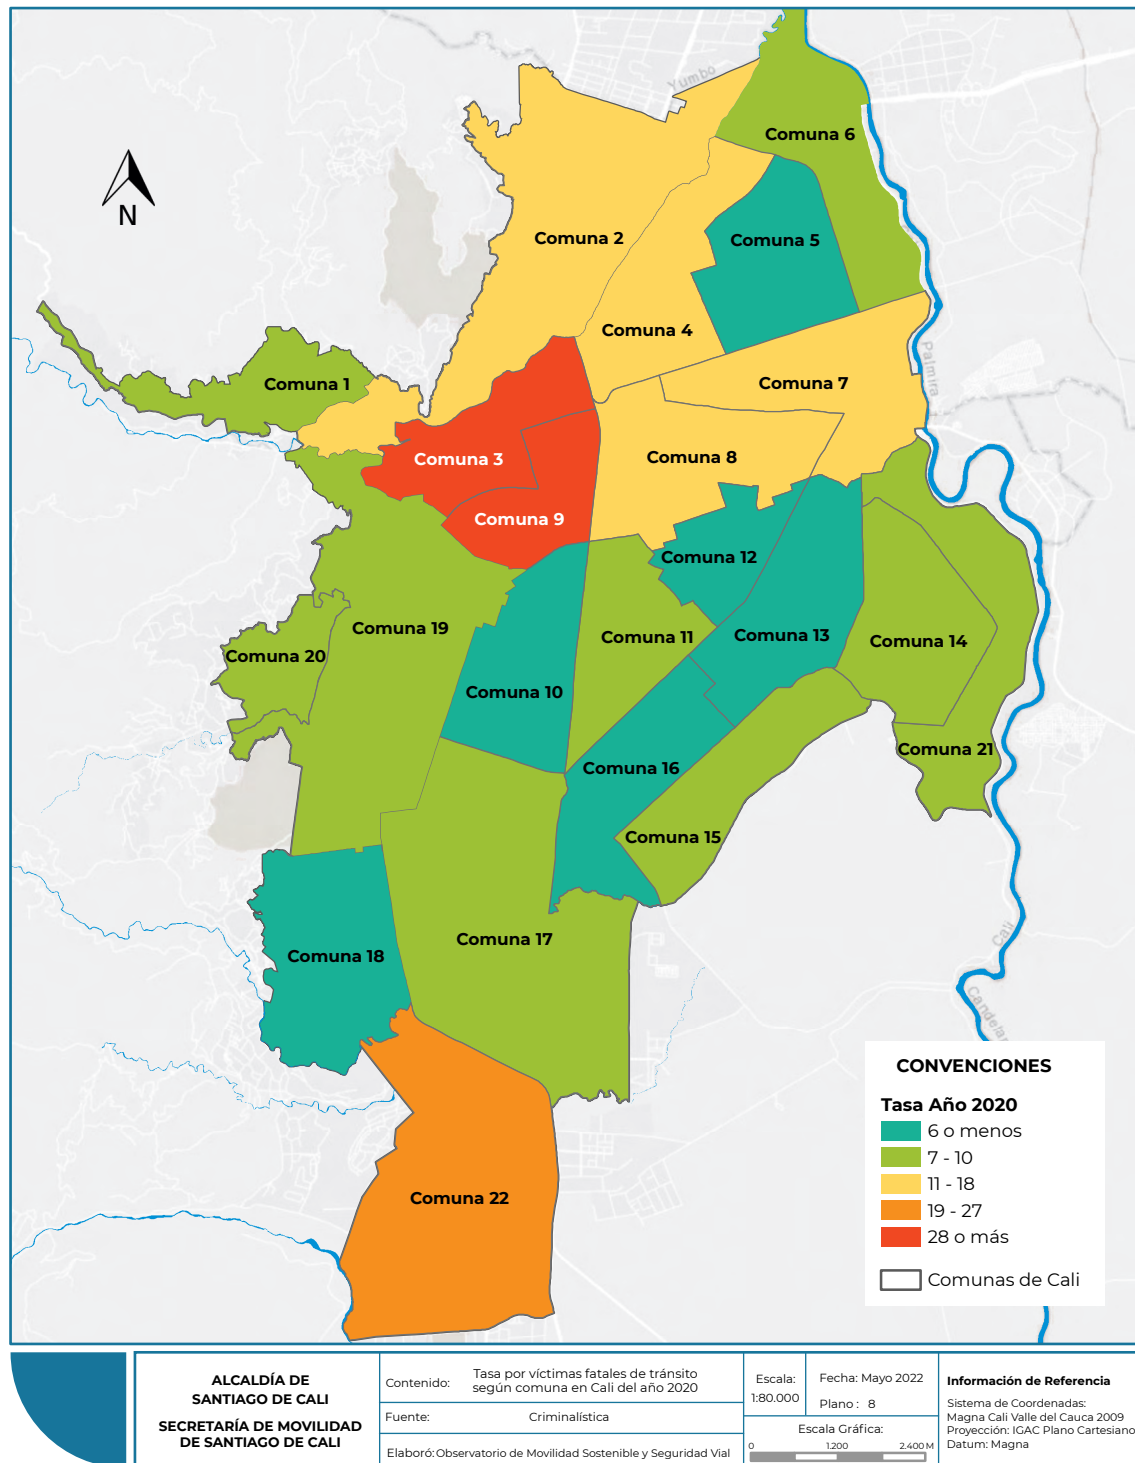 Yumbo
Comuna 6
N
Comuna 2
Comuna 5
Comuna 4
Palmira
Comuna 1
Comuna 7
Comuna 3
Comuna 8
Comuna 9
Comuna 12
Comuna 19
Comuna 11
Comuna 13
Comuna 14
Comuna 20
Comuna 10
Comuna 21
Comuna 16
Comuna 15
Comuna 17
Comuna 18
Cali
Comuna 22
CONVENCIONES
Tasa Año 2020
6 o menos
7 - 10
11 - 18
19 - 27
28 o más
Comunas de Cali
ALCALDÍA DE
SANTIAGO DE CALI
SECRETARÍA DE MOVILIDAD
DE SANTIAGO DE CALI
Contenido: Tasa por víctimas fatales de tránsito
según comuna en Cali del año 2020
Fuente: Criminalística
Elaboró: Observatorio de Movilidad Sostenible y Seguridad Vial
Escala:
1:80.000
Fecha: Mayo 2022
Plano : 8
Escala Gráfica:
0 1.200 2.400 M
Información de Referencia
Sistema de Coordenadas:
Magna Cali Valle del Cauca 2009
Proyección: IGAC Plano Cartesiano
Datum: Magna